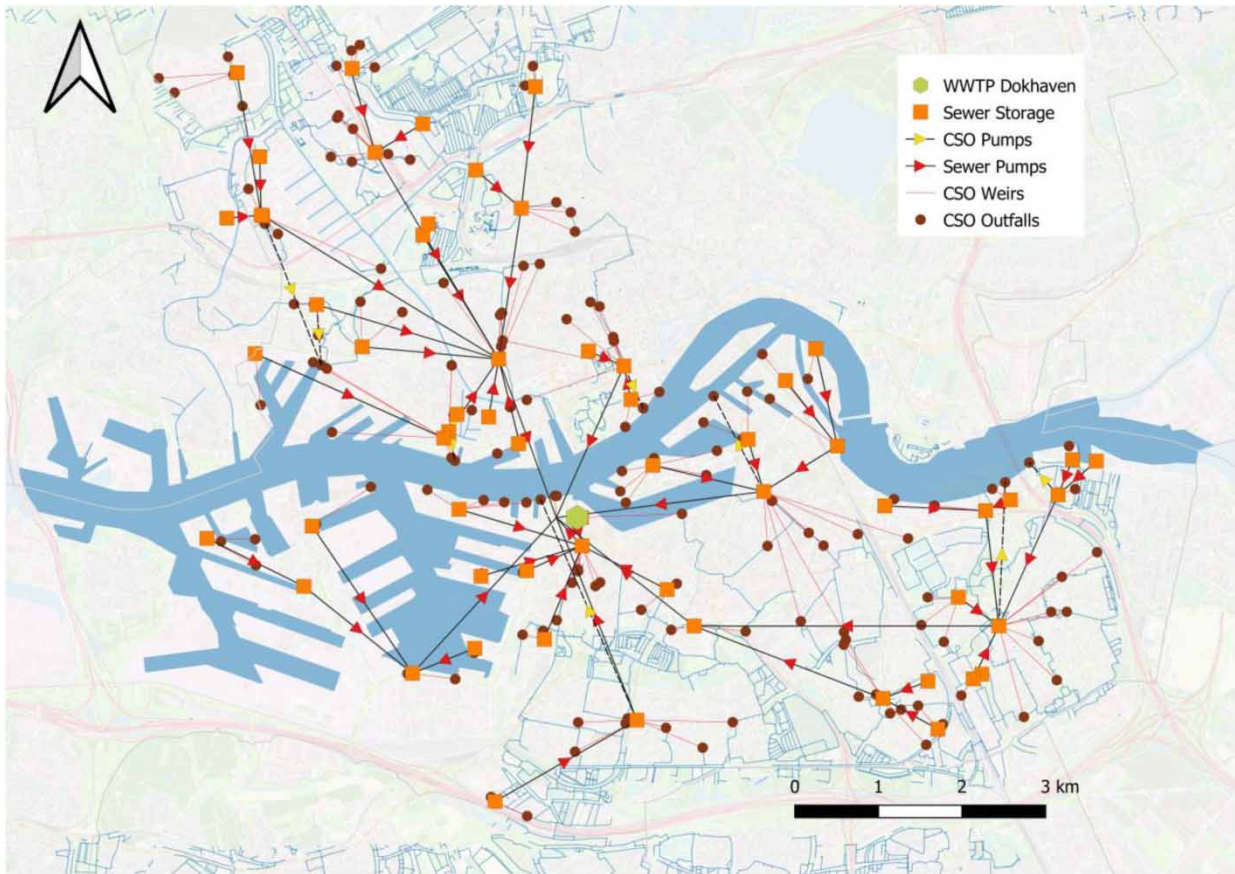 WWTP Dokhaven
Sewer Storage
CSO Pumps
Sewer Pumps
CSO Weirs
CSO Outfalls
0 1 2 3 km